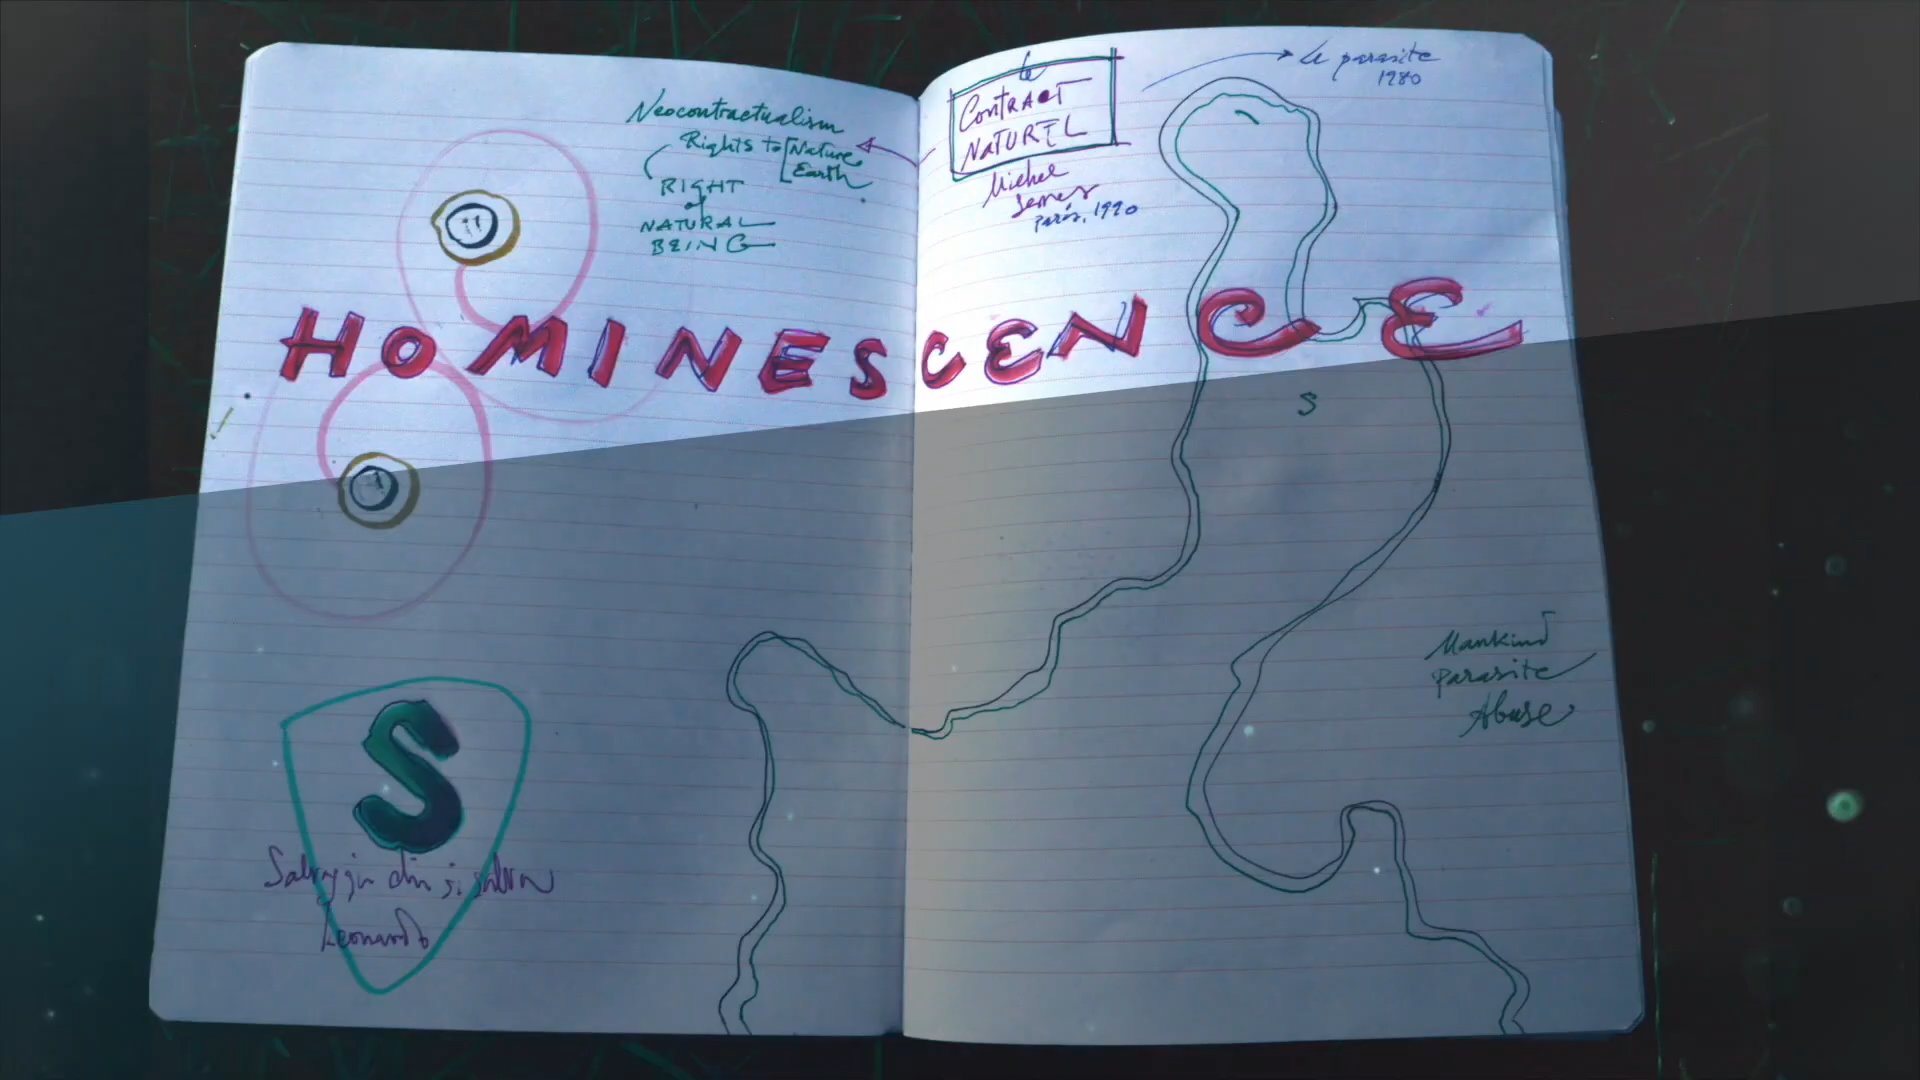 Neocontractualism
Rights to [Nature
Earth
RIGHT
of
NATURAL
BEING
Le
CONTRACT
NATUREL
Michel
Serres
Paris, 1990
Le parasite
1980
HOMINESCENCE
S
Mankind
Parasite
Abuse
S
Leonardo